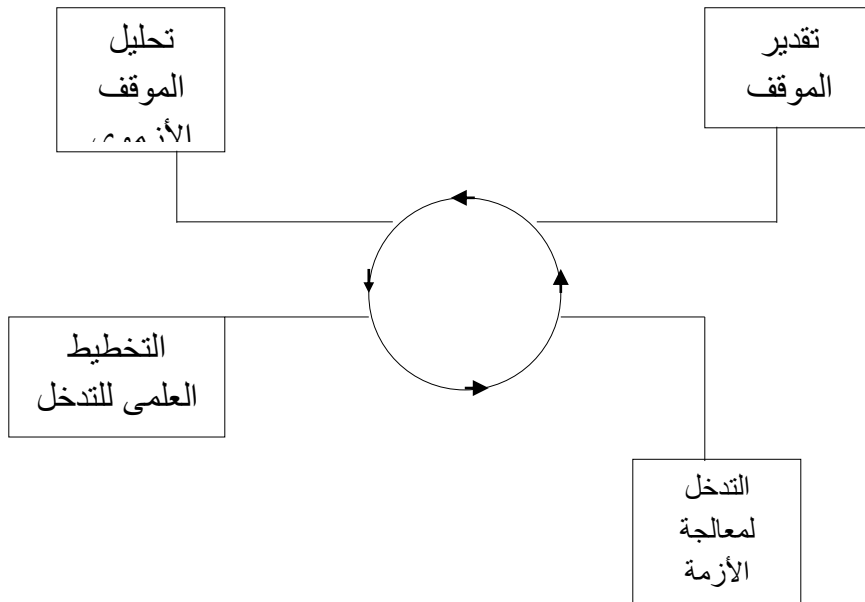 تقدير
الموقف
تحليل
الموقف
التخطيط
العلمى للتدخل
التدخل
لمعالجة
الأزمة